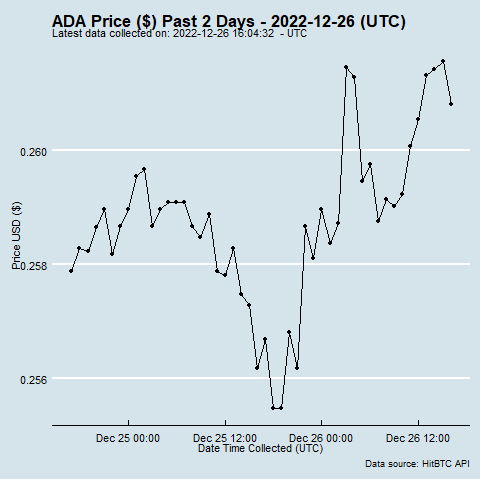 ADA Price ($) Past 2 Days - 2022-12-26 (UTC)
Latest data collected on: 2022-12-26 16:04:32 - UTC
Price USD ($)
0.260
0.258
0.256
Dec 25 00:00 Dec 25 12:00 Dec 26 00:00 Dec 26 12:00
Date Time Collected (UTC)
Data source: HitBTC API